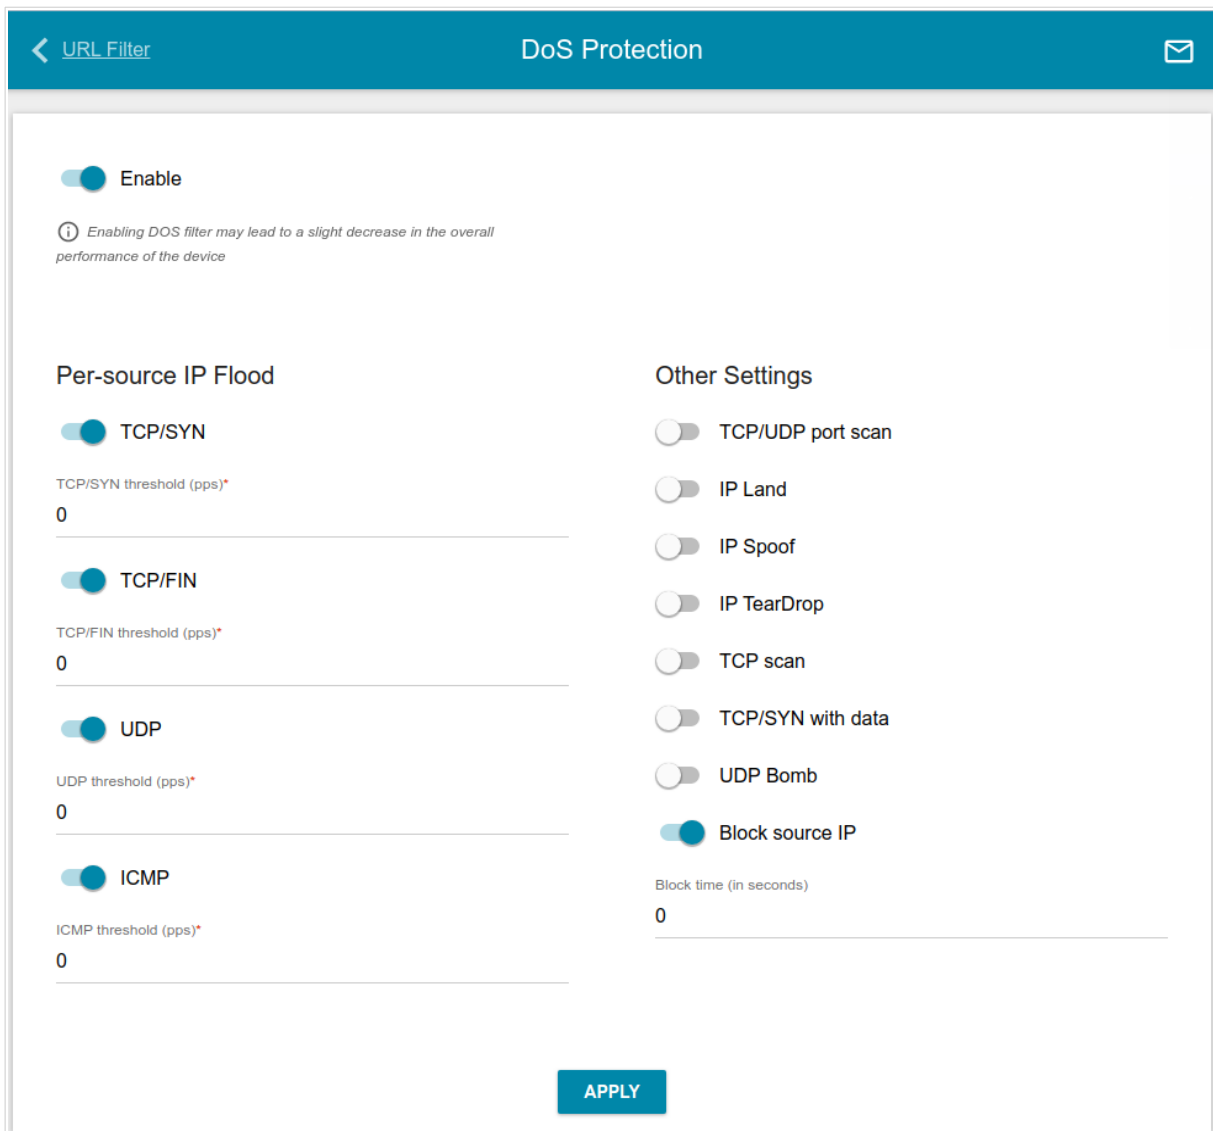 URL Filter
DoS Protection
Enable
Enabling DOS filter may lead to a slight decrease in the overall
performance of the device
Per-source IP Flood
TCP/SYN
TCP/SYN threshold (pps)*
0
TCP/FIN
TCP/FIN threshold (pps)*
0
UDP
UDP threshold (pps)*
0
ICMP
ICMP threshold (pps)*
0
Other Settings
TCP/UDP port scan
IP Land
IP Spoof
IP TearDrop
TCP scan
TCP/SYN with data
UDP Bomb
Block source IP
Block time (in seconds)
0
APPLY